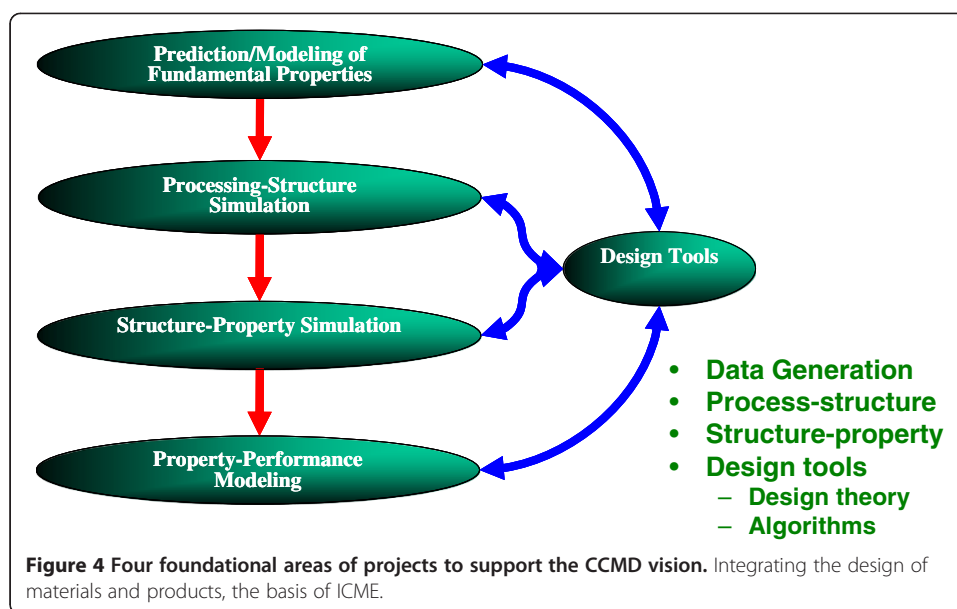 Prediction/Modeling of
Fundamental Properties
Processing-Structure
Simulation
Design Tools
Structure-Property Simulation
Property-Performance
Modeling
• Data Generation
• Process-structure
• Structure-property
• Design tools
– Design theory
– Algorithms
Figure 4 Four foundational areas of projects to support the CCMD vision. Integrating the design of
materials and products, the basis of ICME.